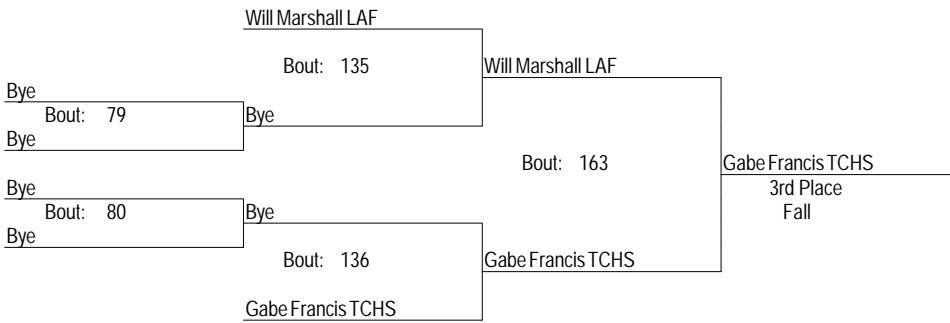 Will Marshall LAF
Bout: 135
Will Marshall LAF
Bye
Bout: 79
Bye
Bye
Bout: 163
Gabe Francis TCHS
3rd Place
Fall
Bye
Bout: 80
Bye
Bye
Bout: 136
Gabe Francis TCHS
Gabe Francis TCHS